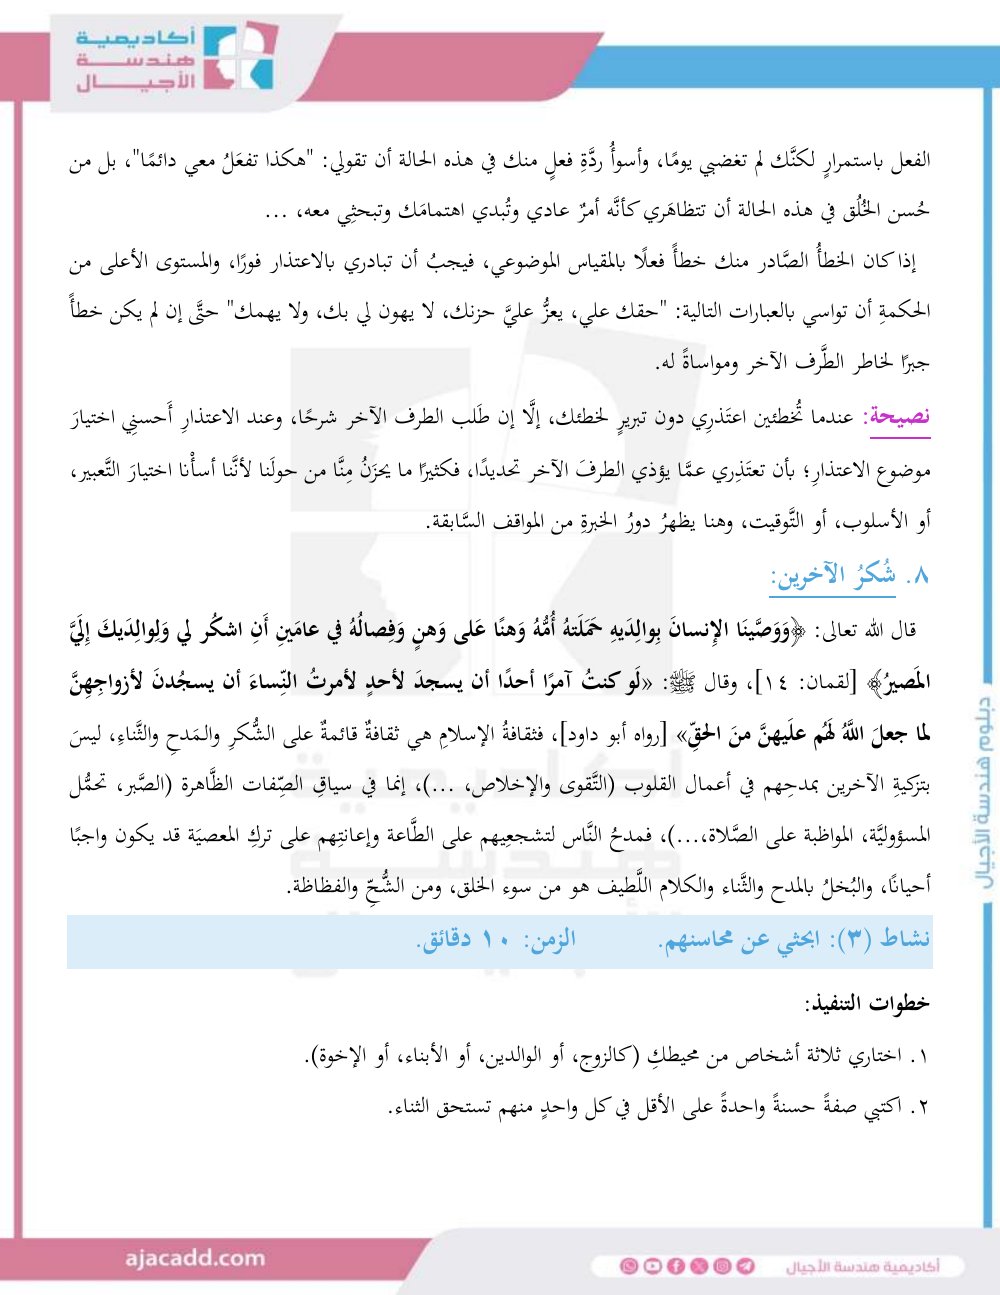 أكاديمية
هندسة
الأجيال
الفعل باستمرارٍ لكنَّك لم تغضبي يومًا، وأسوأُ ردَّةِ فعلٍ منك في هذه الحالة أن تقولي: "هكذا تفعَلُ معي دائمًا"، بل من
حُسن الخُلُق في هذه الحالة أن تتظاهَري كأنَّه أمرٌ عادي وتُبدي اهتمامَك وتبحثِي معه، ...
إذا كان الخطأُ الصَّادر منك خطأً فعلًا بالمقياس الموضوعي، فيجبُ أن تبادري بالاعتذار فورًا، والمستوى الأعلى من
الحكمةِ أن تواسي بالعبارات التالية: "حقك علي، يعزُّ عليَّ حزنك، لا يهون لي بك، ولا يهمك" حتَّى إن لم يكن خطأً
جبرًا لخاطر الطَّرف الآخر ومواساةً له.
نصيحة: عندما تُخطئين اعتَذرِي دون تبريرٍ لخطئك، إلَّا إن طَلب الطرف الآخر شرحًا، وعند الاعتذارِ أَحسنِي اختيارَ
موضوع الاعتذارِ؛ بأن تعتَذِري عمَّا يؤذي الطرفَ الآخر تحديدًا، فكثيرًا ما يحزَنُ مِنَّا من حولَنا لأنَّنا أسأْنا اختيارَ التَّعبير،
أو الأسلوب، أو التَّوقيت، وهنا يظهرُ دورُ الخبرةِ من المواقف السَّابقة.
٨. شُكرُ الآخرين:
قال الله تعالى: ﴿وَوَصَّينَا الإِنسانَ بِوالِدَيهِ حَمَلَتهُ أُمُّهُ وَهنًا عَلى وَهنٍ وَفِصالُهُ في عامَينِ أَنِ اشكُر لي وَلِوالِدَيكَ إِلَيَّ
المَصيرُ﴾ [لقمان: ١٤]، وقال ﷺ: «لَو كنتُ آمرًا أحدًا أن يسجدَ لأحدٍ لأمرتُ النِّساءَ أن يسجُدنَ لأزواجِهِنَّ
لما جعلَ اللَّهُ لَهُم علَيهنَّ منَ الحقِّ» [رواه أبو داود]، فثقافةُ الإسلامِ هي ثقافةٌ قائمةٌ على الشُّكرِ والمَدحِ والثَّناءِ، ليسَ
بتزكيةِ الآخرين بمدحِهم في أعمال القلوب (التَّقوى والإخلاص، ...)، إنما في سياقِ الصِّفات الظَّاهرة (الصَّبر، تحمُّل
المسؤوليَّة، المواظبة على الصَّلاة،...)، فمدحُ النَّاس لتشجعِيهم على الطَّاعة وإعانتِهم على تركِ المعصيَة قد يكون واجبًا
أحيانًا، والبُخلُ بالمدح والثَّناء والكلام اللَّطيف هو من سوء الخلق، ومن الشُّحِّ والفظاظة.
نشاط (٣): ابحثي عن محاسنهم. الزمن: ١٠ دقائق.
خطوات التنفيذ:
١. اختاري ثلاثة أشخاص من محيطكِ (كالزوج، أو الوالدين، أو الأبناء، أو الإخوة).
٢. اكتبي صفةً حسنةً واحدةً على الأقل في كل واحدٍ منهم تستحق الثناء.
دبلوم هندسة الأجيال
ajacadd.com
أكاديمية هندسة الأجيال